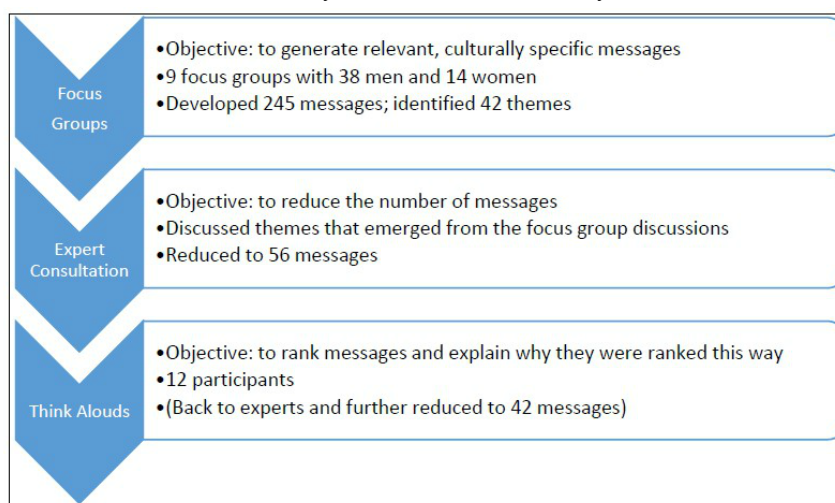 Focus
Groups
•Objective: to generate relevant, culturally specific messages
•9 focus groups with 38 men and 14 women
•Developed 245 messages; identified 42 themes
Expert
Consultation
•Objective: to reduce the number of messages
•Discussed themes that emerged from the focus group discussions
•Reduced to 56 messages
Think Alouds
•Objective: to rank messages and explain why they were ranked this way
•12 participants
•(Back to experts and further reduced to 42 messages)